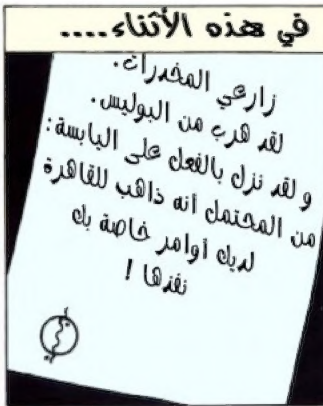 في هذه الأثناء....
زارعي المخدرات.
لقد هرب من البوليس.
و لقد نزل بالفعل على اليابسة :
من المحتمل أنه ذاهب للقاهرة
لديك أوامر خاصة بك
نفذها !